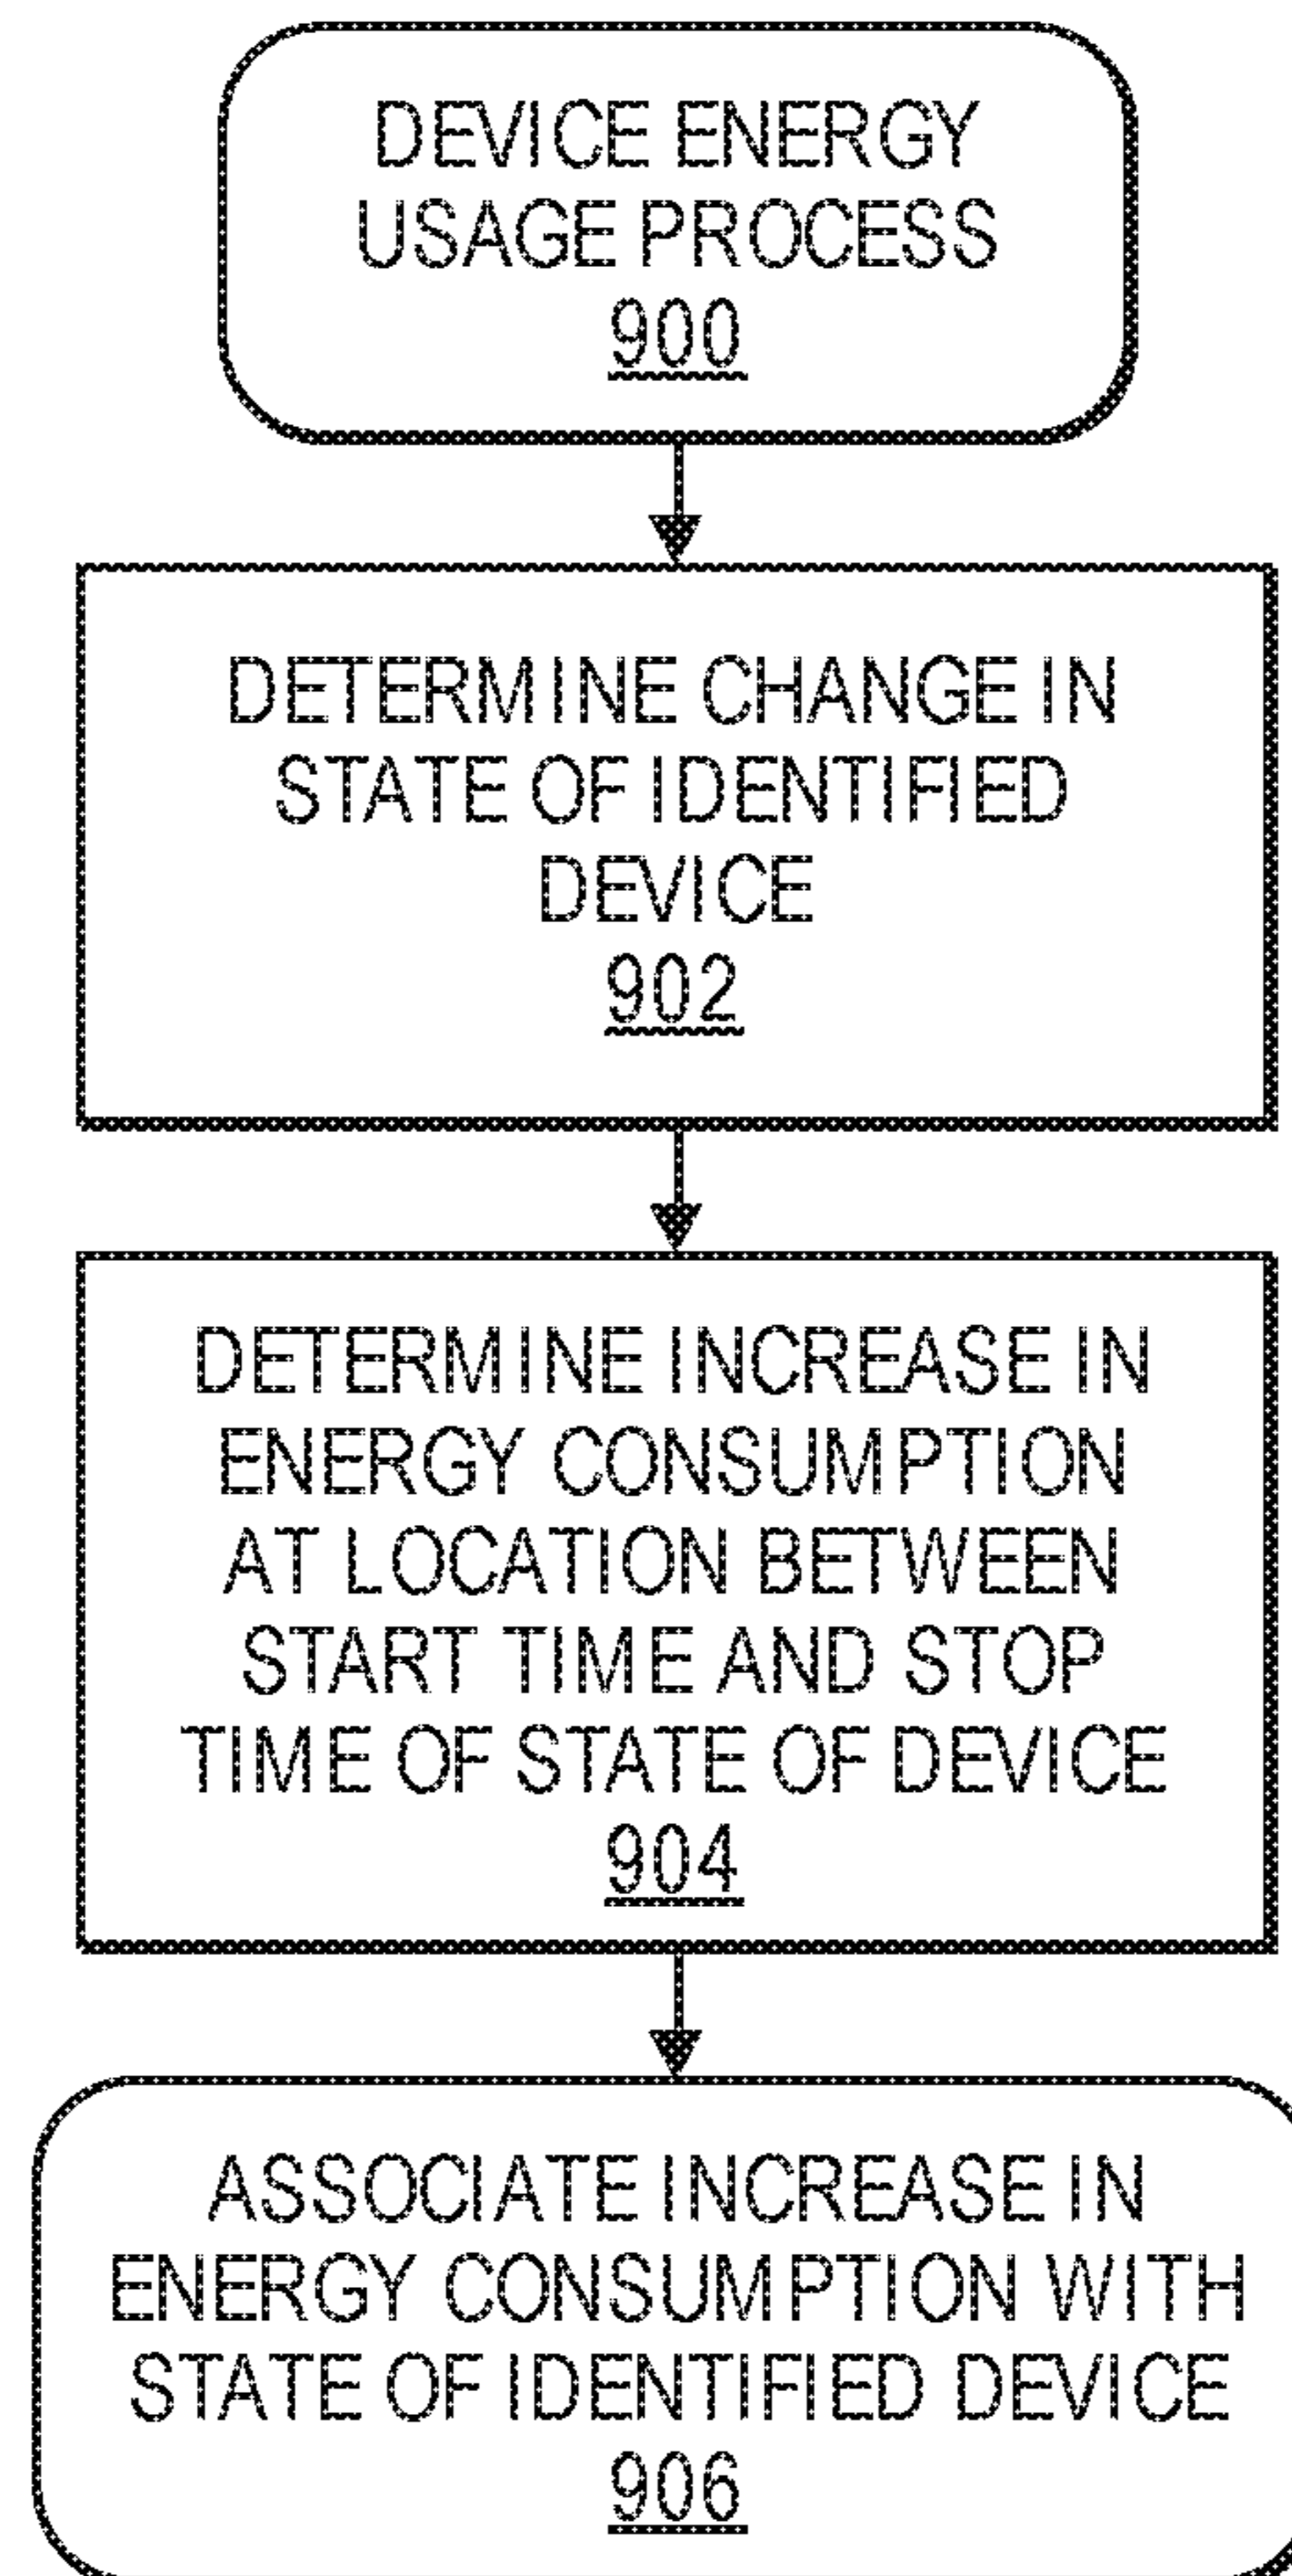 DEVICE ENERGY
USAGE PROCESS
900
DETERMINE CHANGE IN
STATE OF IDENTIFIED
DEVICE
902
DETERMINE INCREASE IN
ENERGY CONSUMPTION
AT LOCATION BETWEEN
START TIME AND STOP
TIME OF STATE OF DEVICE
904
ASSOCIATE INCREASE IN
ENERGY CONSUMPTION WITH
STATE OF IDENTIFIED DEVICE
906